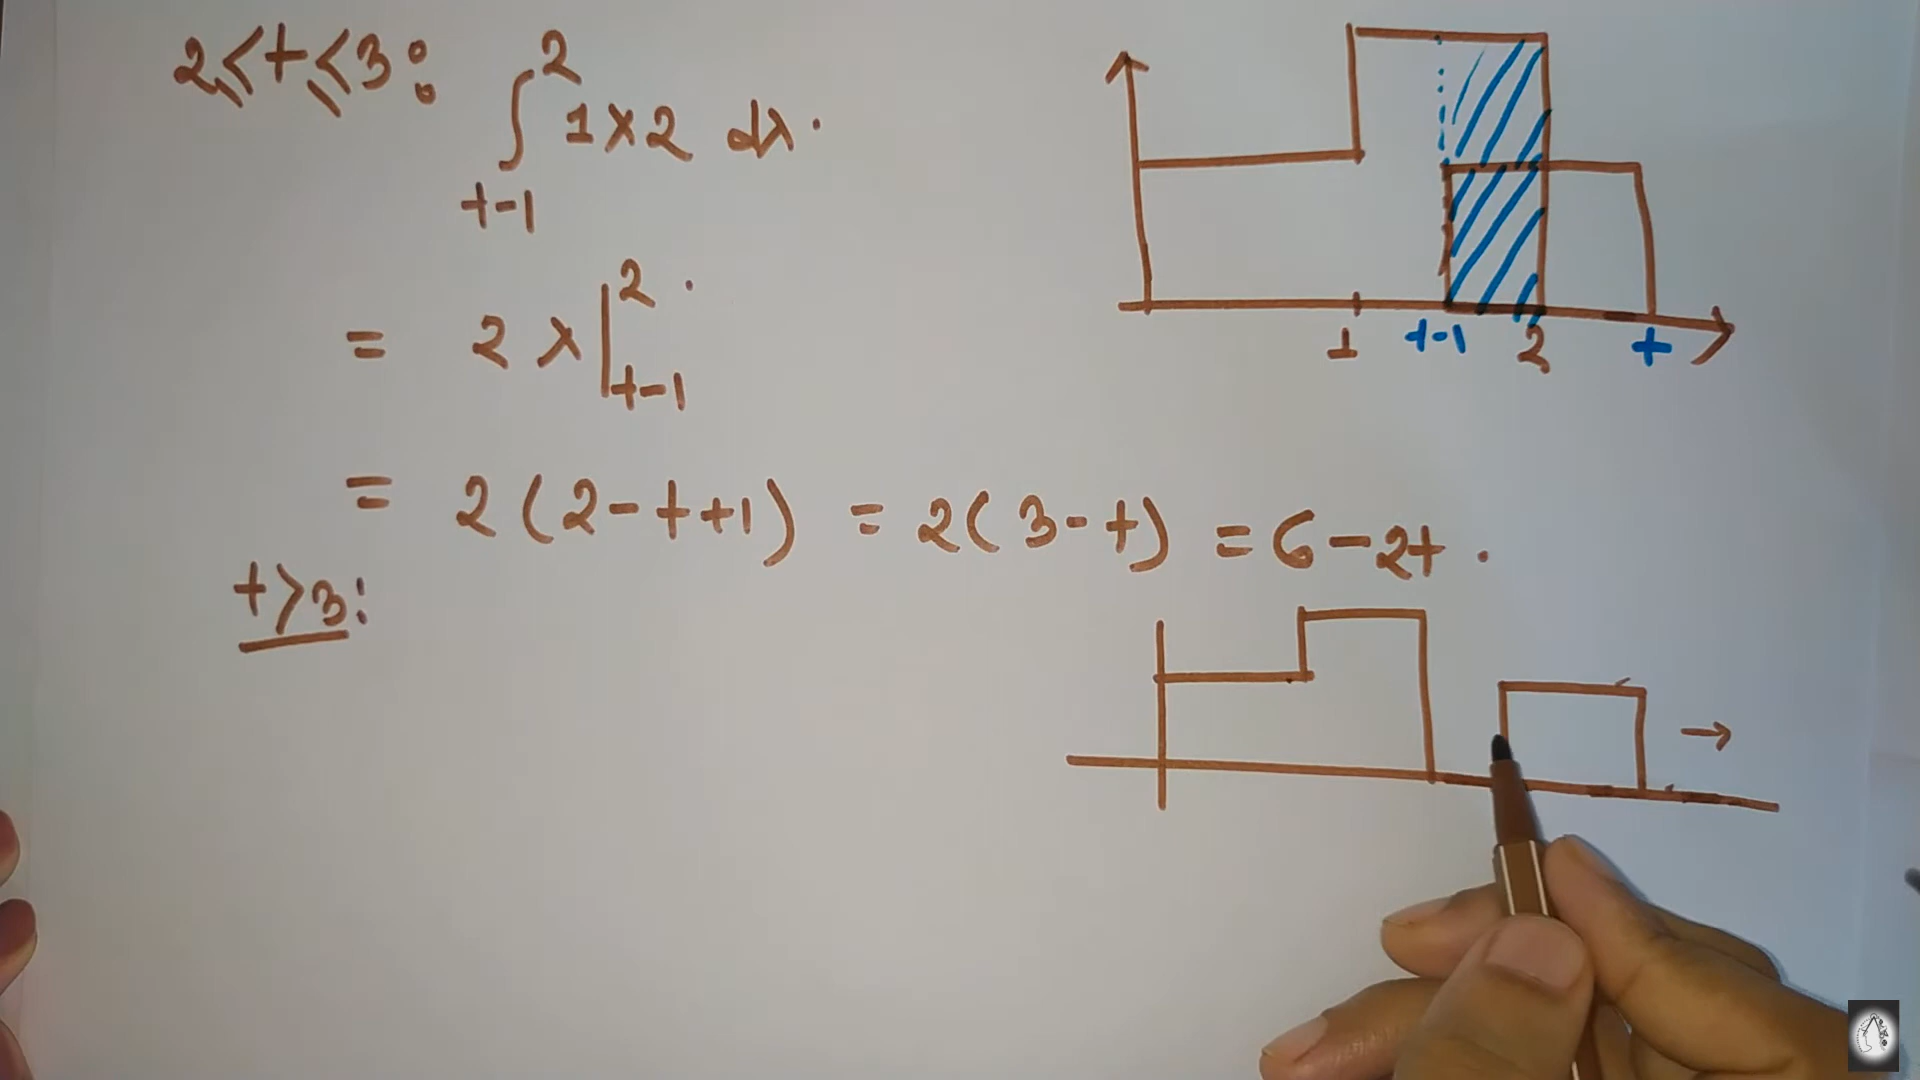 2 ≤ t ≤ 3 :
∫_{t-1}^{2} 1 × 2 dλ .
= 2 λ |_{t-1}^{2} .
= 2 ( 2 - t + 1 ) = 2 ( 3 - t ) = 6 - 2t .
t > 3 :
1 t-1 2 t